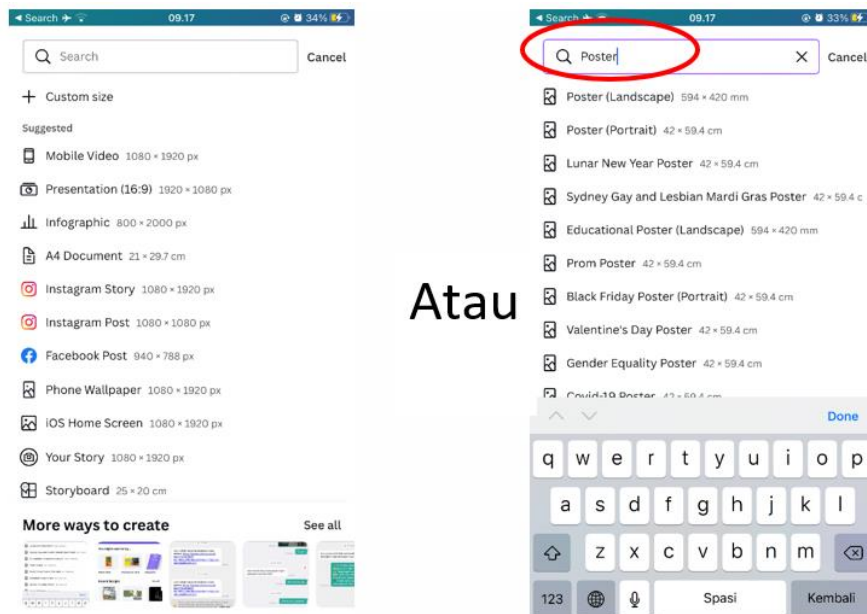 Search 09.17 34%
Search Cancel
Custom size
Suggested
Mobile Video 1080 × 1920 px
Presentation (16:9) 1920 × 1080 px
Infographic 800 × 2000 px
A4 Document 21 × 29.7 cm
Instagram Story 1080 × 1920 px
Instagram Post 1080 × 1080 px
Facebook Post 940 × 788 px
Phone Wallpaper 1080 × 1920 px
iOS Home Screen 1080 × 1920 px
Your Story 1080 × 1920 px
Storyboard 25 × 20 cm
More ways to create See all
Atau
Search 09.17 33%
Poster Cancel
Poster (Landscape) 594 × 420 mm
Poster (Portrait) 42 × 59.4 cm
Lunar New Year Poster 42 × 59.4 cm
Sydney Gay and Lesbian Mardi Gras Poster 42 × 59.4 c
Educational Poster (Landscape) 594 × 420 mm
Prom Poster 42 × 59.4 cm
Black Friday Poster (Portrait) 42 × 59.4 cm
Valentine's Day Poster 42 × 59.4 cm
Gender Equality Poster 42 × 59.4 cm
Covid-19 Poster 42 × 59.4 cm
Done
q w e r t y u i o p
a s d f g h j k l
z x c v b n m
123 Spasi Kembali